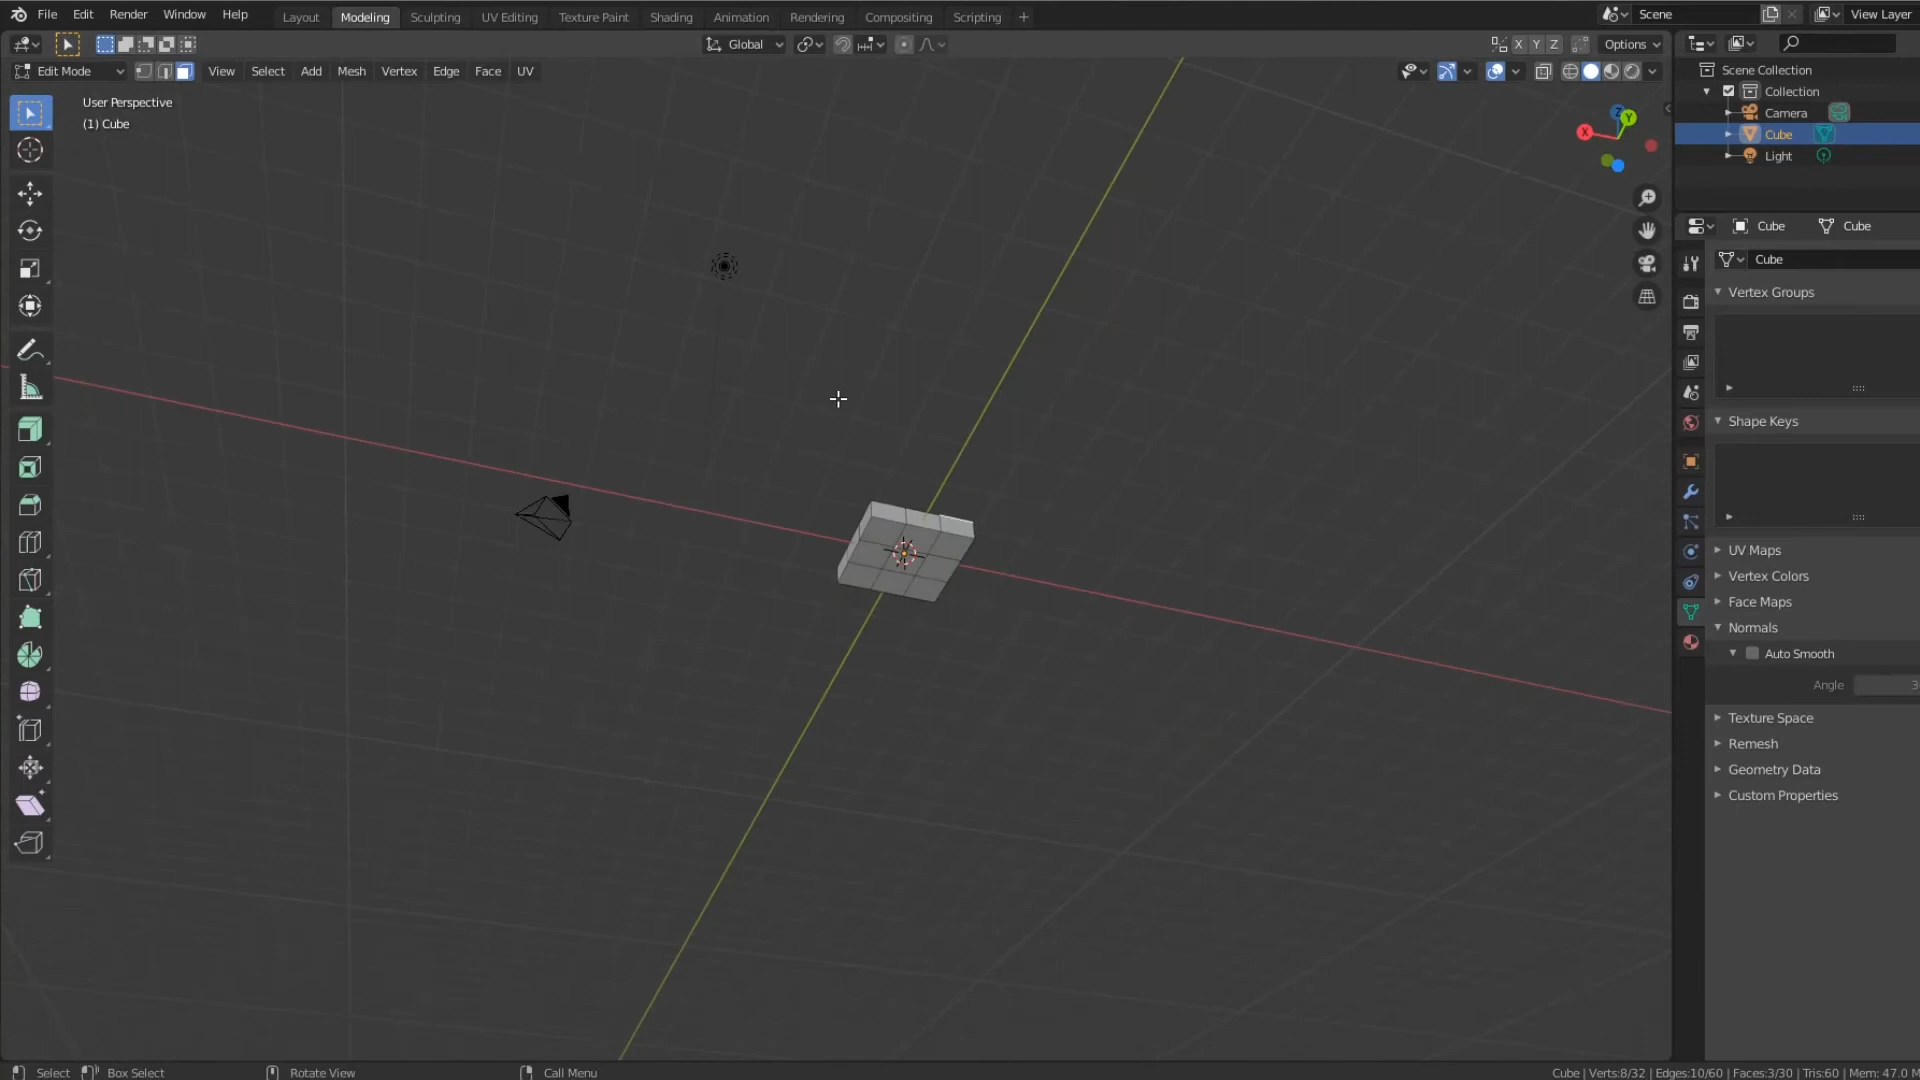 File Edit Render Window Help Layout Modeling Sculpting UV Editing Texture Paint Shading Animation Rendering Compositing Scripting + Scene View Layer
Global X Y Z Options
Edit Mode View Select Add Mesh Vertex Edge Face UV
Scene Collection
Collection
Camera
Cube
Light
User Perspective
(1) Cube
Z Y
X
Cube Cube
Cube
Vertex Groups
Shape Keys
UV Maps
Vertex Colors
Face Maps
Normals
Auto Smooth
Angle 3
Texture Space
Remesh
Geometry Data
Custom Properties
Select Box Select Rotate View Call Menu Cube | Verts:8/32 | Edges:10/60 | Faces:3/30 | Tris:60 | Mem: 47.0 M